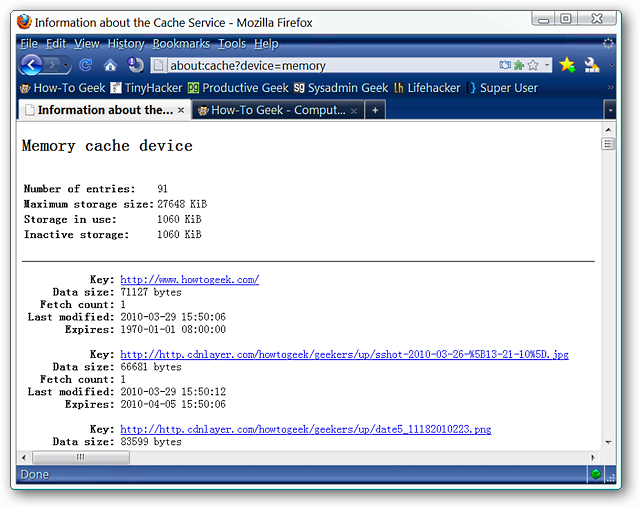 Information about the Cache Service - Mozilla Firefox
File Edit View History Bookmarks Tools Help
about:cache?device=memory
How-To Geek TinyHacker Productive Geek Sysadmin Geek Lifehacker Super User
Information about the... How-To Geek - Comput...
Memory cache device
Number of entries: 91
Maximum storage size: 27648 KiB
Storage in use: 1060 KiB
Inactive storage: 1060 KiB
Key: http://www.howtogeek.com/
Data size: 71127 bytes
Fetch count: 1
Last modified: 2010-03-29 15:50:06
Expires: 1970-01-01 08:00:00
Key: http://http.cdnlayer.com/howtogeek/geekers/up/sshot-2010-03-26-%5B13-21-10%5D.jpg
Data size: 66681 bytes
Fetch count: 1
Last modified: 2010-03-29 15:50:12
Expires: 2010-04-05 15:50:06
Key: http://http.cdnlayer.com/howtogeek/geekers/up/date5_11182010223.png
Data size: 83599 bytes
Done